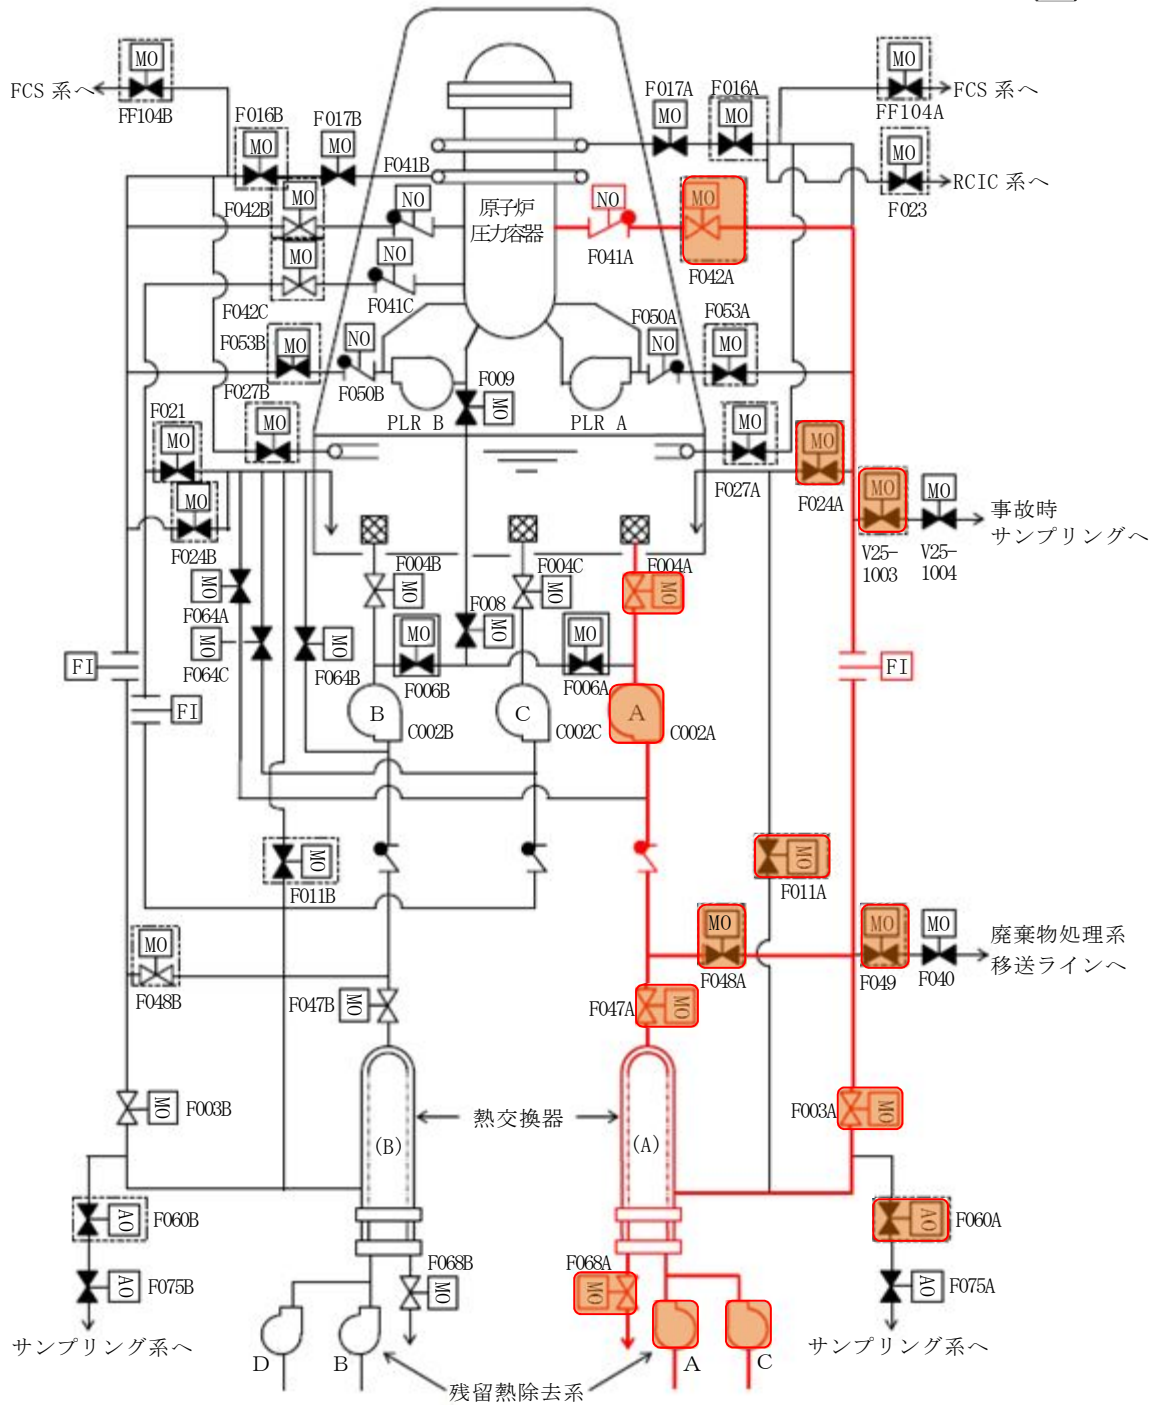 MO
MO
FCS 系へ
FF104B
F017A
F016A
FCS 系へ
FF104A
F016B
F017B
MO
MO
MO
MO
MO
F041B
RCIC 系へ
F023
MO
F042B
NO
原子炉
圧力容器
NO
F041A
MO
F042A
MO
NO
F042C
F041C
F050A
F053A
F053B
MO
NO
NO
MO
F050B
F009
MO
F027B
F021
PLR B
PLR A
MO
MO
MO
MO
F027A
F024A
MO
F024B
MO
MO
事故時
サンプリングへ
V25-
1003
V25-
1004
F004B
F004C
F004A
MO
MO
MO
MO
F064A
F008
MO
MO
MO
MO
MO
F064C
F064B
F006B
F006A
FI
FI
FI
B
C
A
C002B
C002C
C002A
MO
MO
F011B
F011A
MO
MO
MO
MO
F048B
F048A
F049
F040
廃棄物処理系
移送ラインへ
F047B
MO
F047A
MO
MO
F003B
熱交換器
F003A
MO
(B)
(A)
AO
F060B
AO
F060A
F068B
F068A
AO
F075B
MO
MO
AO
F075A
サンプリング系へ
サンプリング系へ
D
B
A
C
残留熱除去系